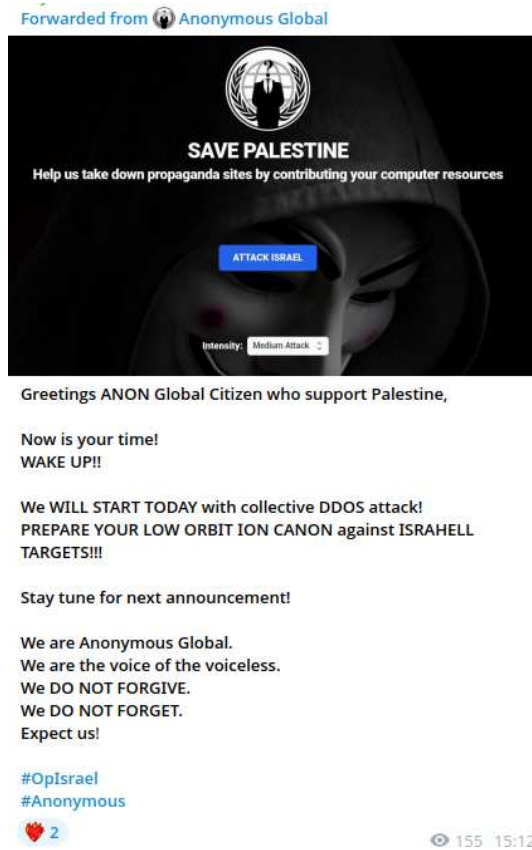 Forwarded from Anonymous Global
SAVE PALESTINE
Help us take down propaganda sites by contributing your computer resources
ATTACK ISRAEL
Intensity: Medium Attack
Greetings ANON Global Citizen who support Palestine,
Now is your time!
WAKE UP!!
We WILL START TODAY with collective DDOS attack!
PREPARE YOUR LOW ORBIT ION CANON against ISRAHELL
TARGETS!!!
Stay tune for next announcement!
We are Anonymous Global.
We are the voice of the voiceless.
We DO NOT FORGIVE.
We DO NOT FORGET.
Expect us!
#OpIsrael
#Anonymous
2
155 15:12